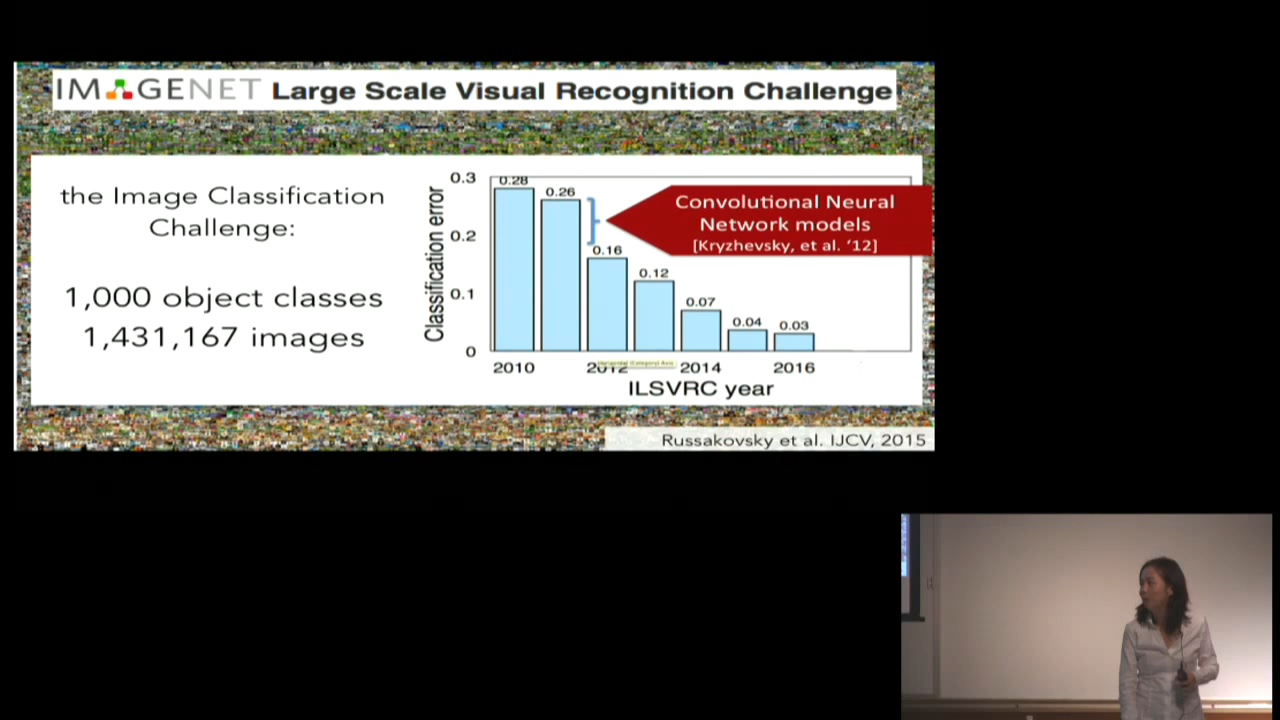 IMAGENET Large Scale Visual Recognition Challenge
the Image Classification
Challenge:
1,000 object classes
1,431,167 images
Classification error
0.3
0.2
0.1
0
0.28
0.26
0.16
0.12
0.07
0.04
0.03
Convolutional Neural
Network models
[Kryzhevsky, et al. ‘12]
2010
2012
2014
2016
Horizontal (Category) Axis
ILSVRC year
Russakovsky et al. IJCV, 2015